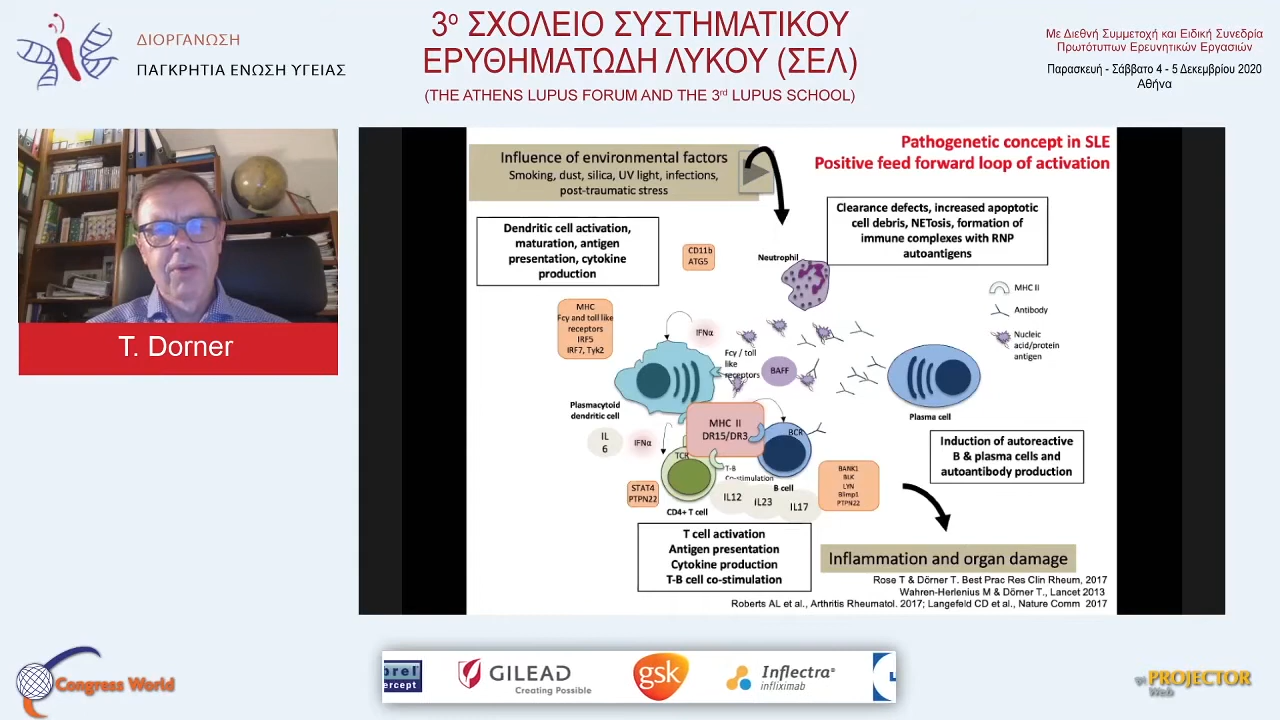 3ο ΣΧΟΛΕΙΟ ΣΥΣΤΗΜΑΤΙΚΟΥ
ΕΡΥΘΗΜΑΤΩΔΗ ΛΥΚΟΥ (ΣΕΛ)
(THE ATHENS LUPUS FORUM AND THE 3rd LUPUS SCHOOL)
ΔΙΟΡΓΑΝΩΣΗ
ΠΑΓΚΡΗΤΙΑ ΕΝΩΣΗ ΥΓΕΙΑΣ
Με Διεθνή Συμμετοχή και Ειδική Συνεδρία
Πρωτότυπων Ερευνητικών Εργασιών
Παρασκευή - Σάββατο 4 - 5 Δεκεμβρίου 2020
Αθήνα
T. Dorner
Pathogenetic concept in SLE
Positive feed forward loop of activation
Influence of environmental factors
Smoking, dust, silica, UV light, infections,
post-traumatic stress
Dendritic cell activation,
maturation, antigen
presentation, cytokine
production
CD11b
ATG5
Neutrophil
Clearance defects, increased apoptotic
cell debris, NETosis, formation of
immune complexes with RNP
autoantigens
MHC II
Antibody
Nucleic
acid/protein
antigen
MHC
Fcγ and toll like
receptors
IRF5
IRF7, Tyk2
IFNα
Fcγ / toll
like
receptors
BAFF
Plasmacytoid
dendritic cell
Plasma cell
MHC II
DR15/DR3
BCR
IL
6
IFNα
TCR
T-B
Co-stimulation
B cell
STAT4
PTPN22
CD4+ T cell
IL12
IL23
IL17
BANK1
BLK
LYN
Blimp1
PTPN22
Induction of autoreactive
B & plasma cells and
autoantibody production
T cell activation
Antigen presentation
Cytokine production
T-B cell co-stimulation
Inflammation and organ damage
Rose T & Dörner T. Best Prac Res Clin Rheum, 2017
Wahren-Herlenius M & Dörner T., Lancet 2013
Roberts AL et al., Arthritis Rheumatol. 2017; Langefeld CD et al., Nature Comm 2017
Congress World
brel
ercept
GILEAD
Creating Possible
gsk
Inflectra
infliximab
PROJECTOR
Web